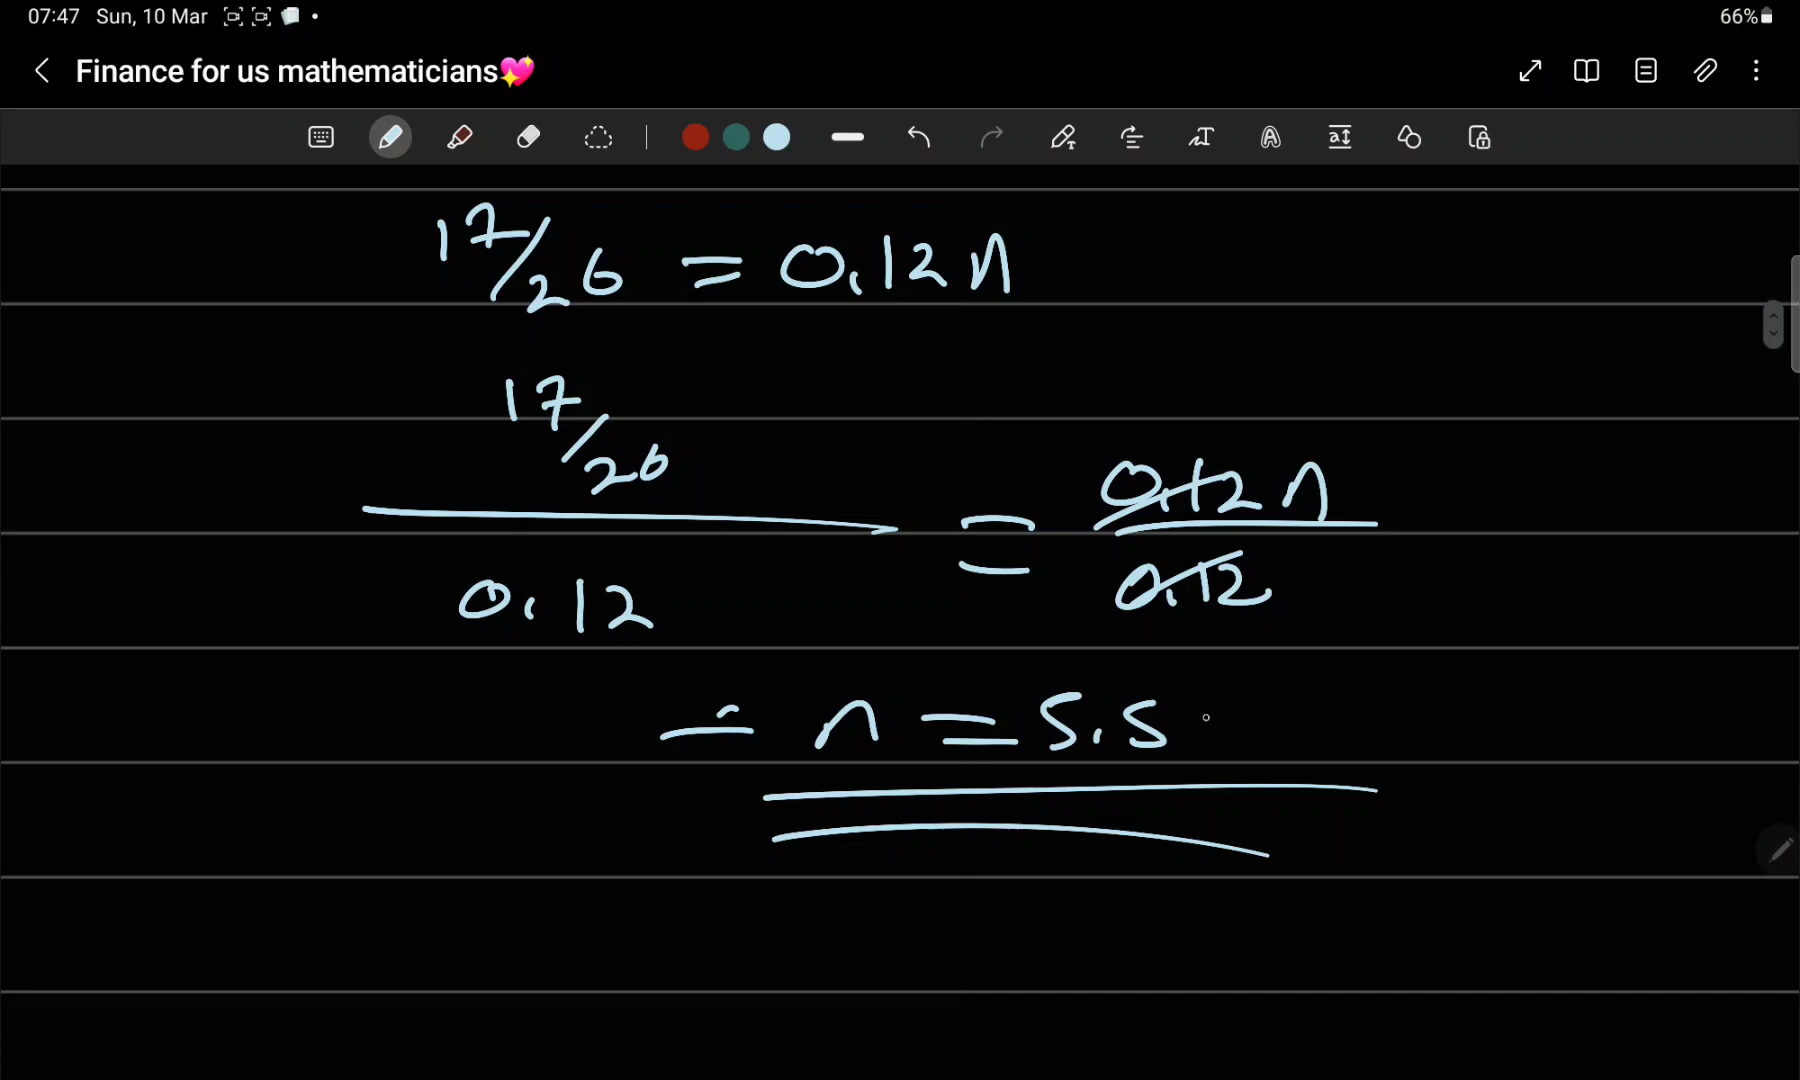 07:47 Sun, 10 Mar 66%
Finance for us mathematicians💖
17/26 = 0,12n
17/26 / 0,12 = 0,12n / 0,12
∴ n = 5,5